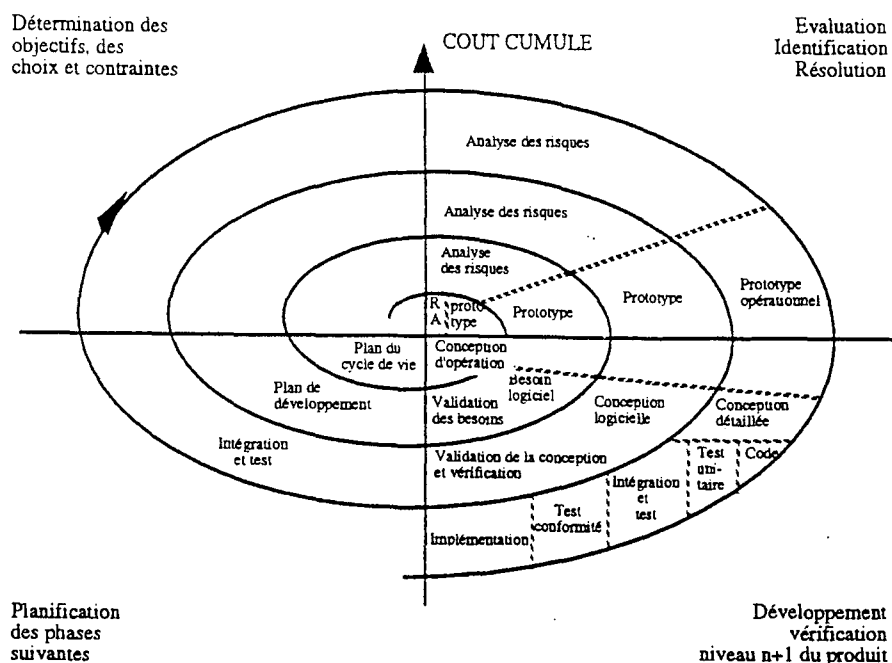 Détermination des
objectifs, des
choix et contraintes
COUT CUMULE
Evaluation
Identification
Résolution
Analyse des risques
Analyse des risques
Analyse
des risques
R
A
proto
type
Prototype
Prototype
Prototype
opérationnel
Plan du
cycle de vie
Conception
d'opération
Besoin
logiciel
Plan de
développement
Validation
des besoins
Conception
logicielle
Conception
détaillée
Intégration
et test
Validation de la conception
et vérification
Intégration
et
test
Test
uni-
taire
Code
Test
conformité
Implémentation
Planification
des phases
suivantes
Développement
vérification
niveau n+1 du produit